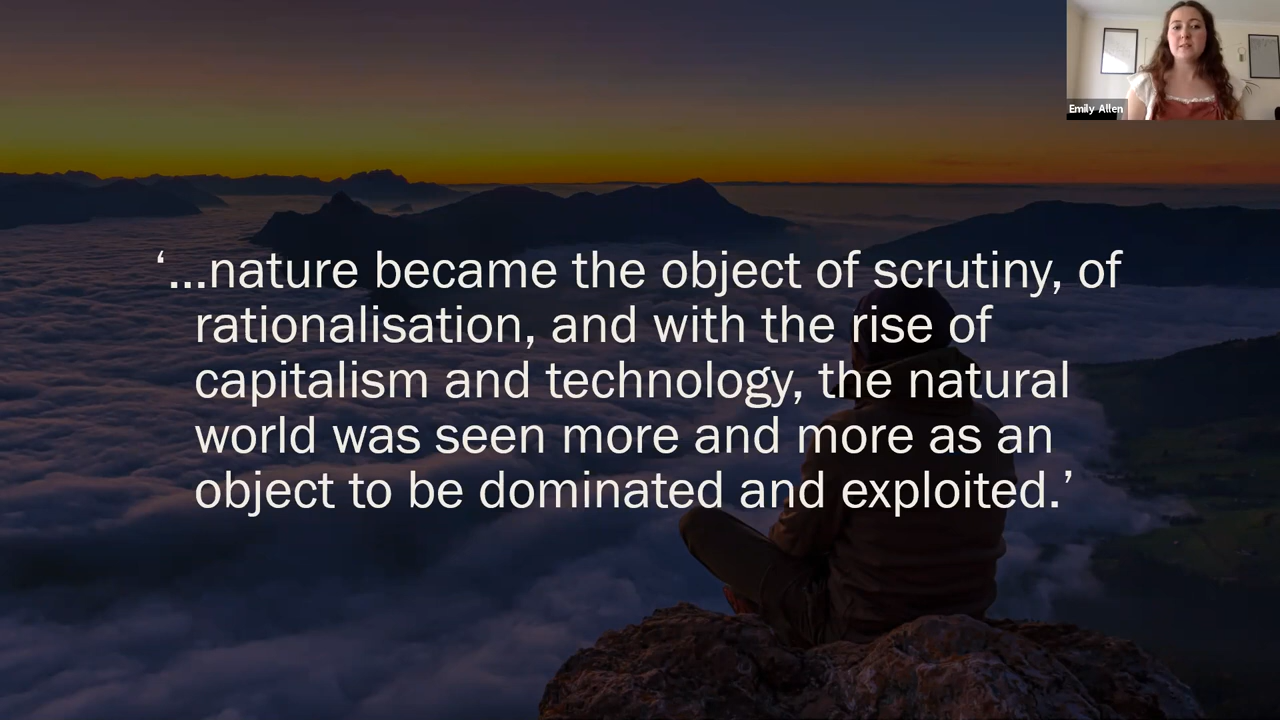 Emily Allen
‘...nature became the object of scrutiny, of
rationalisation, and with the rise of
capitalism and technology, the natural
world was seen more and more as an
object to be dominated and exploited.’